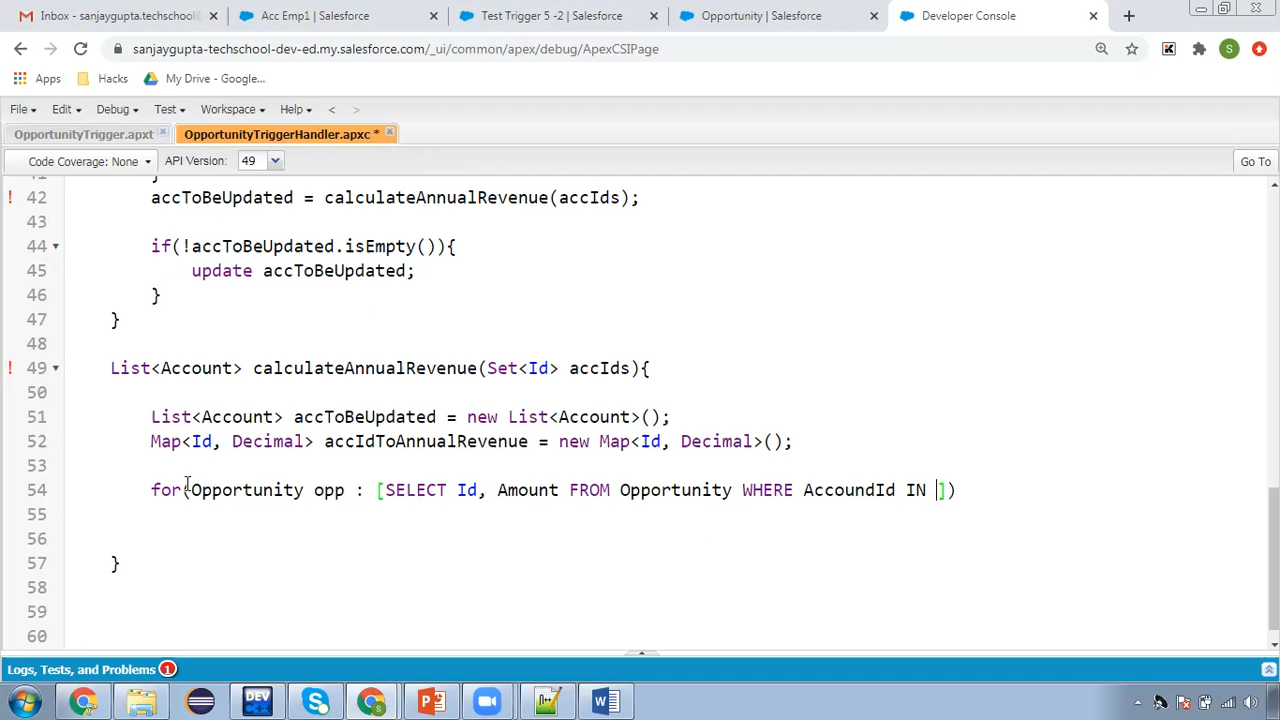 Inbox - sanjaygupta.techschool@
Acc Emp1 | Salesforce
Test Trigger 5 -2 | Salesforce
Opportunity | Salesforce
Developer Console
sanjaygupta-techschool-dev-ed.my.salesforce.com/_ui/common/apex/debug/ApexCSIPage
S
Apps
Hacks
My Drive - Google...
File
Edit
Debug
Test
Workspace
Help
<
>
OpportunityTrigger.apxt
OpportunityTriggerHandler.apxc *
Code Coverage: None
API Version:
49
Go To
41 }
42 accToBeUpdated = calculateAnnualRevenue(accIds);
43
44 if(!accToBeUpdated.isEmpty()){
45 update accToBeUpdated;
46 }
47 }
48
49 List<Account> calculateAnnualRevenue(Set<Id> accIds){
50
51 List<Account> accToBeUpdated = new List<Account>();
52 Map<Id, Decimal> accIdToAnnualRevenue = new Map<Id, Decimal>();
53
54 for(Opportunity opp : [SELECT Id, Amount FROM Opportunity WHERE AccoundId IN ])
55
56
57 }
58
59
60
Logs, Tests, and Problems 1
DEV
C++
S
P
W
4:51 PM